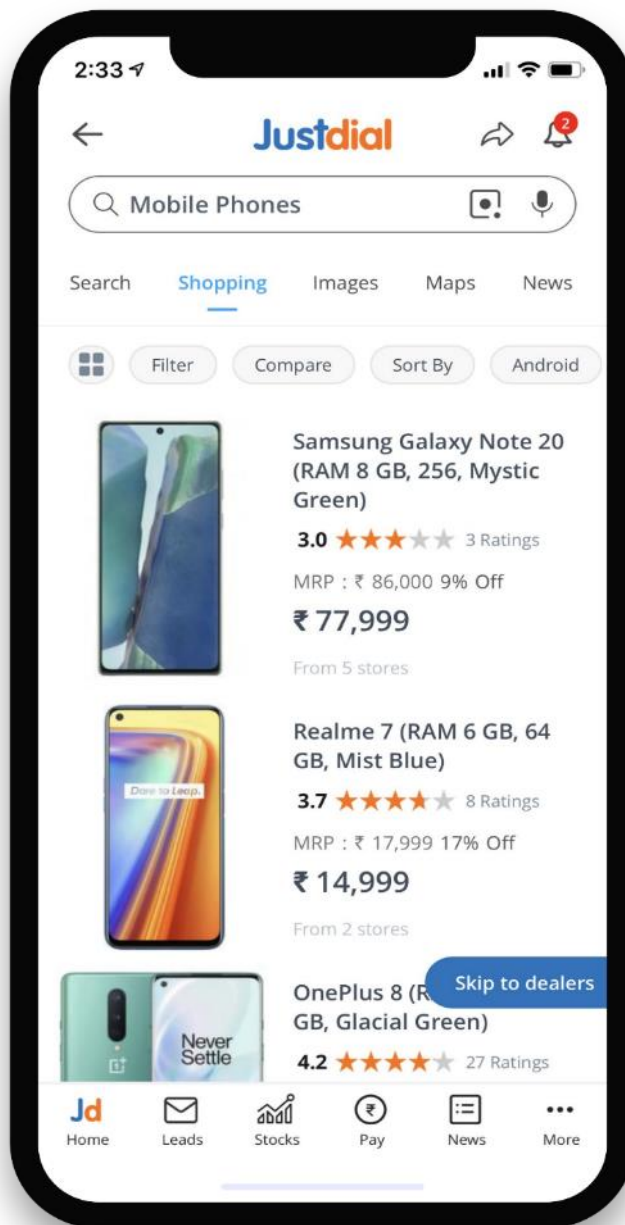 2:33
Justdial
2
Mobile Phones
Search Shopping Images Maps News
Filter Compare Sort By Android
Samsung Galaxy Note 20
(RAM 8 GB, 256, Mystic
Green)
3.0 3 Ratings
MRP : ₹ 86,000 9% Off
₹ 77,999
From 5 stores
Dare to Leap.
Realme 7 (RAM 6 GB, 64
GB, Mist Blue)
3.7 8 Ratings
MRP : ₹ 17,999 17% Off
₹ 14,999
From 2 stores
Never
Settle
OnePlus 8 (
Skip to dealers
GB, Glacial Green)
4.2 27 Ratings
Jd
Home Leads Stocks Pay News More